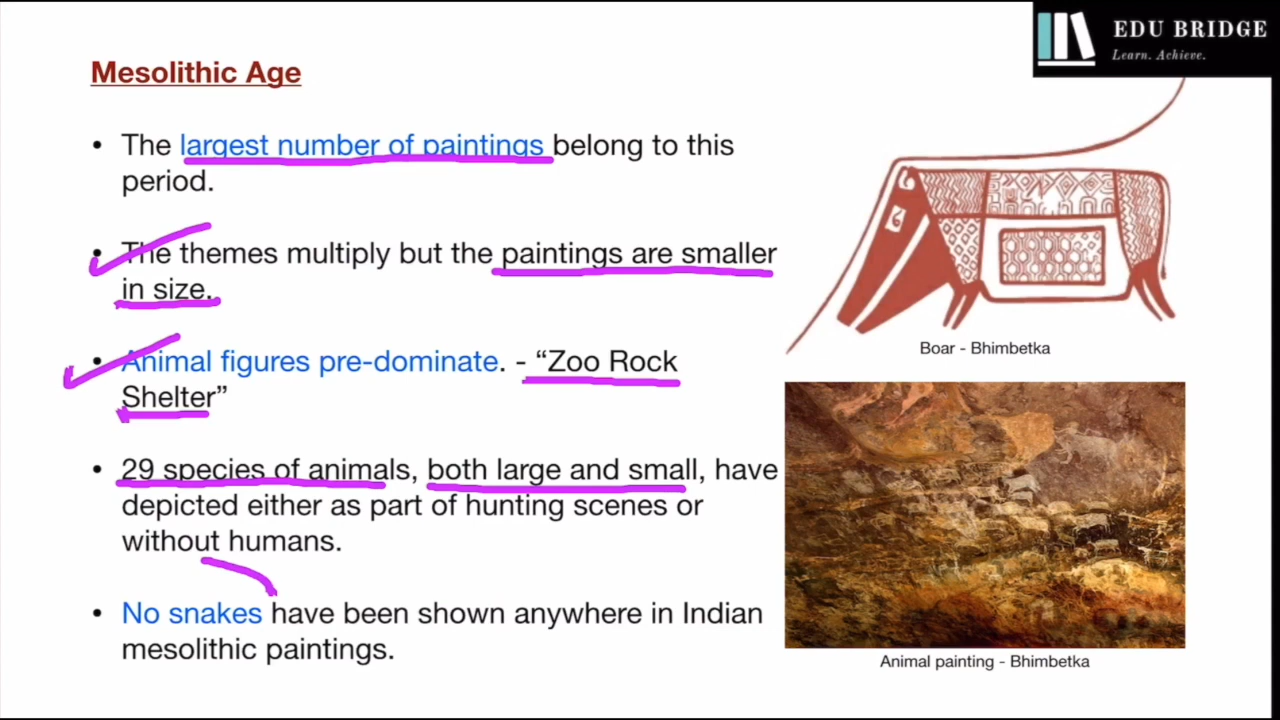 EDU BRIDGE
Learn. Achieve.
Mesolithic Age
• The largest number of paintings belong to this
period.
• The themes multiply but the paintings are smaller
in size.
• Animal figures pre-dominate. - “Zoo Rock
Shelter”
• 29 species of animals, both large and small, have
depicted either as part of hunting scenes or
without humans.
• No snakes have been shown anywhere in Indian
mesolithic paintings.
Boar - Bhimbetka
Animal painting - Bhimbetka